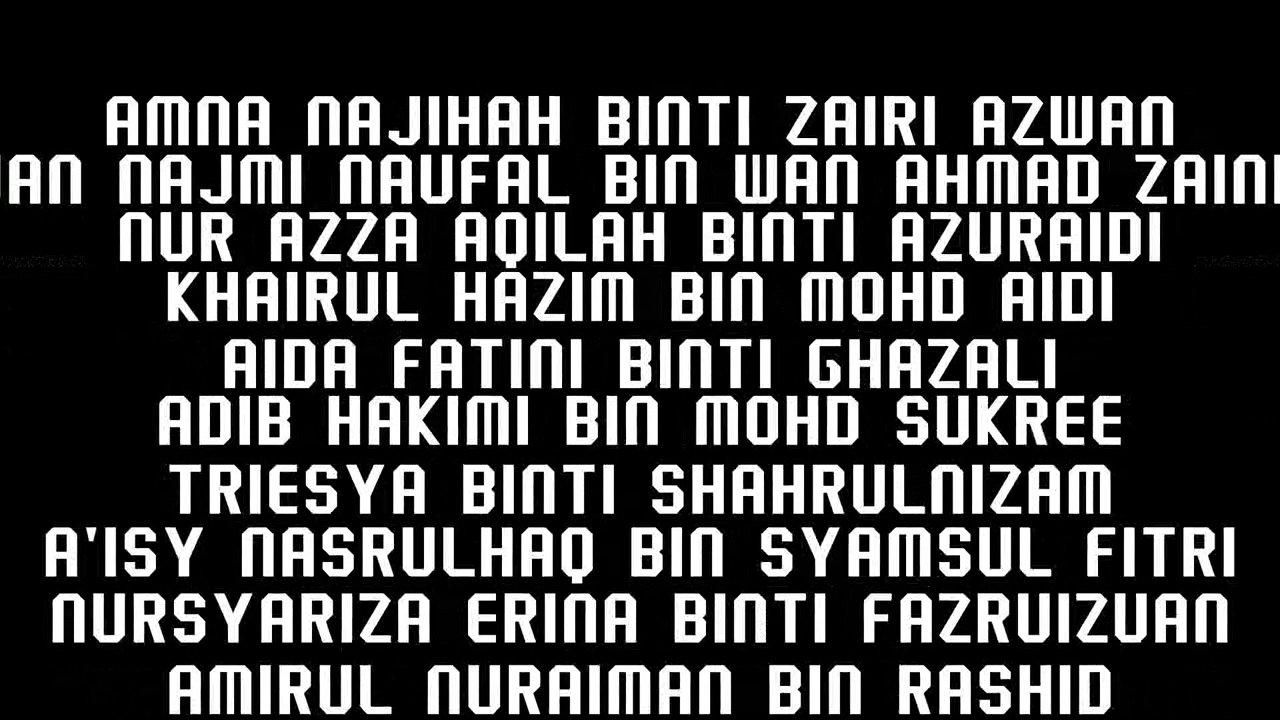 AMNA NAJIHAH BINTI ZAIRI AZWAN
NAJMI NAUFAL BIN WAN AHMAD
NUR AZZA AQILAH BINTI AZURAIDI
KHAIRUL HAZIM BIN MOHD AIDI
AIDA FATINI BINTI GHAZALI
ADIB HAKIMI BIN MOHD SUKREE
TRIESYA BINTI SHAHRULNIZAM
A'ISY NASRULHAQ BIN SYAMSUL FITRI
NURSYARIZA ERINA BINTI FAZRUIZUAN
AMIRUL NURAIMAN BIN RASHID